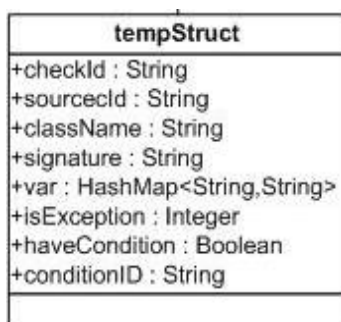 tempStruct
+checkId : String
+sourcecId : String
+className : String
+signature : String
+var : HashMap<String,String>
+isException : Integer
+haveCondition : Boolean
+conditionID : String